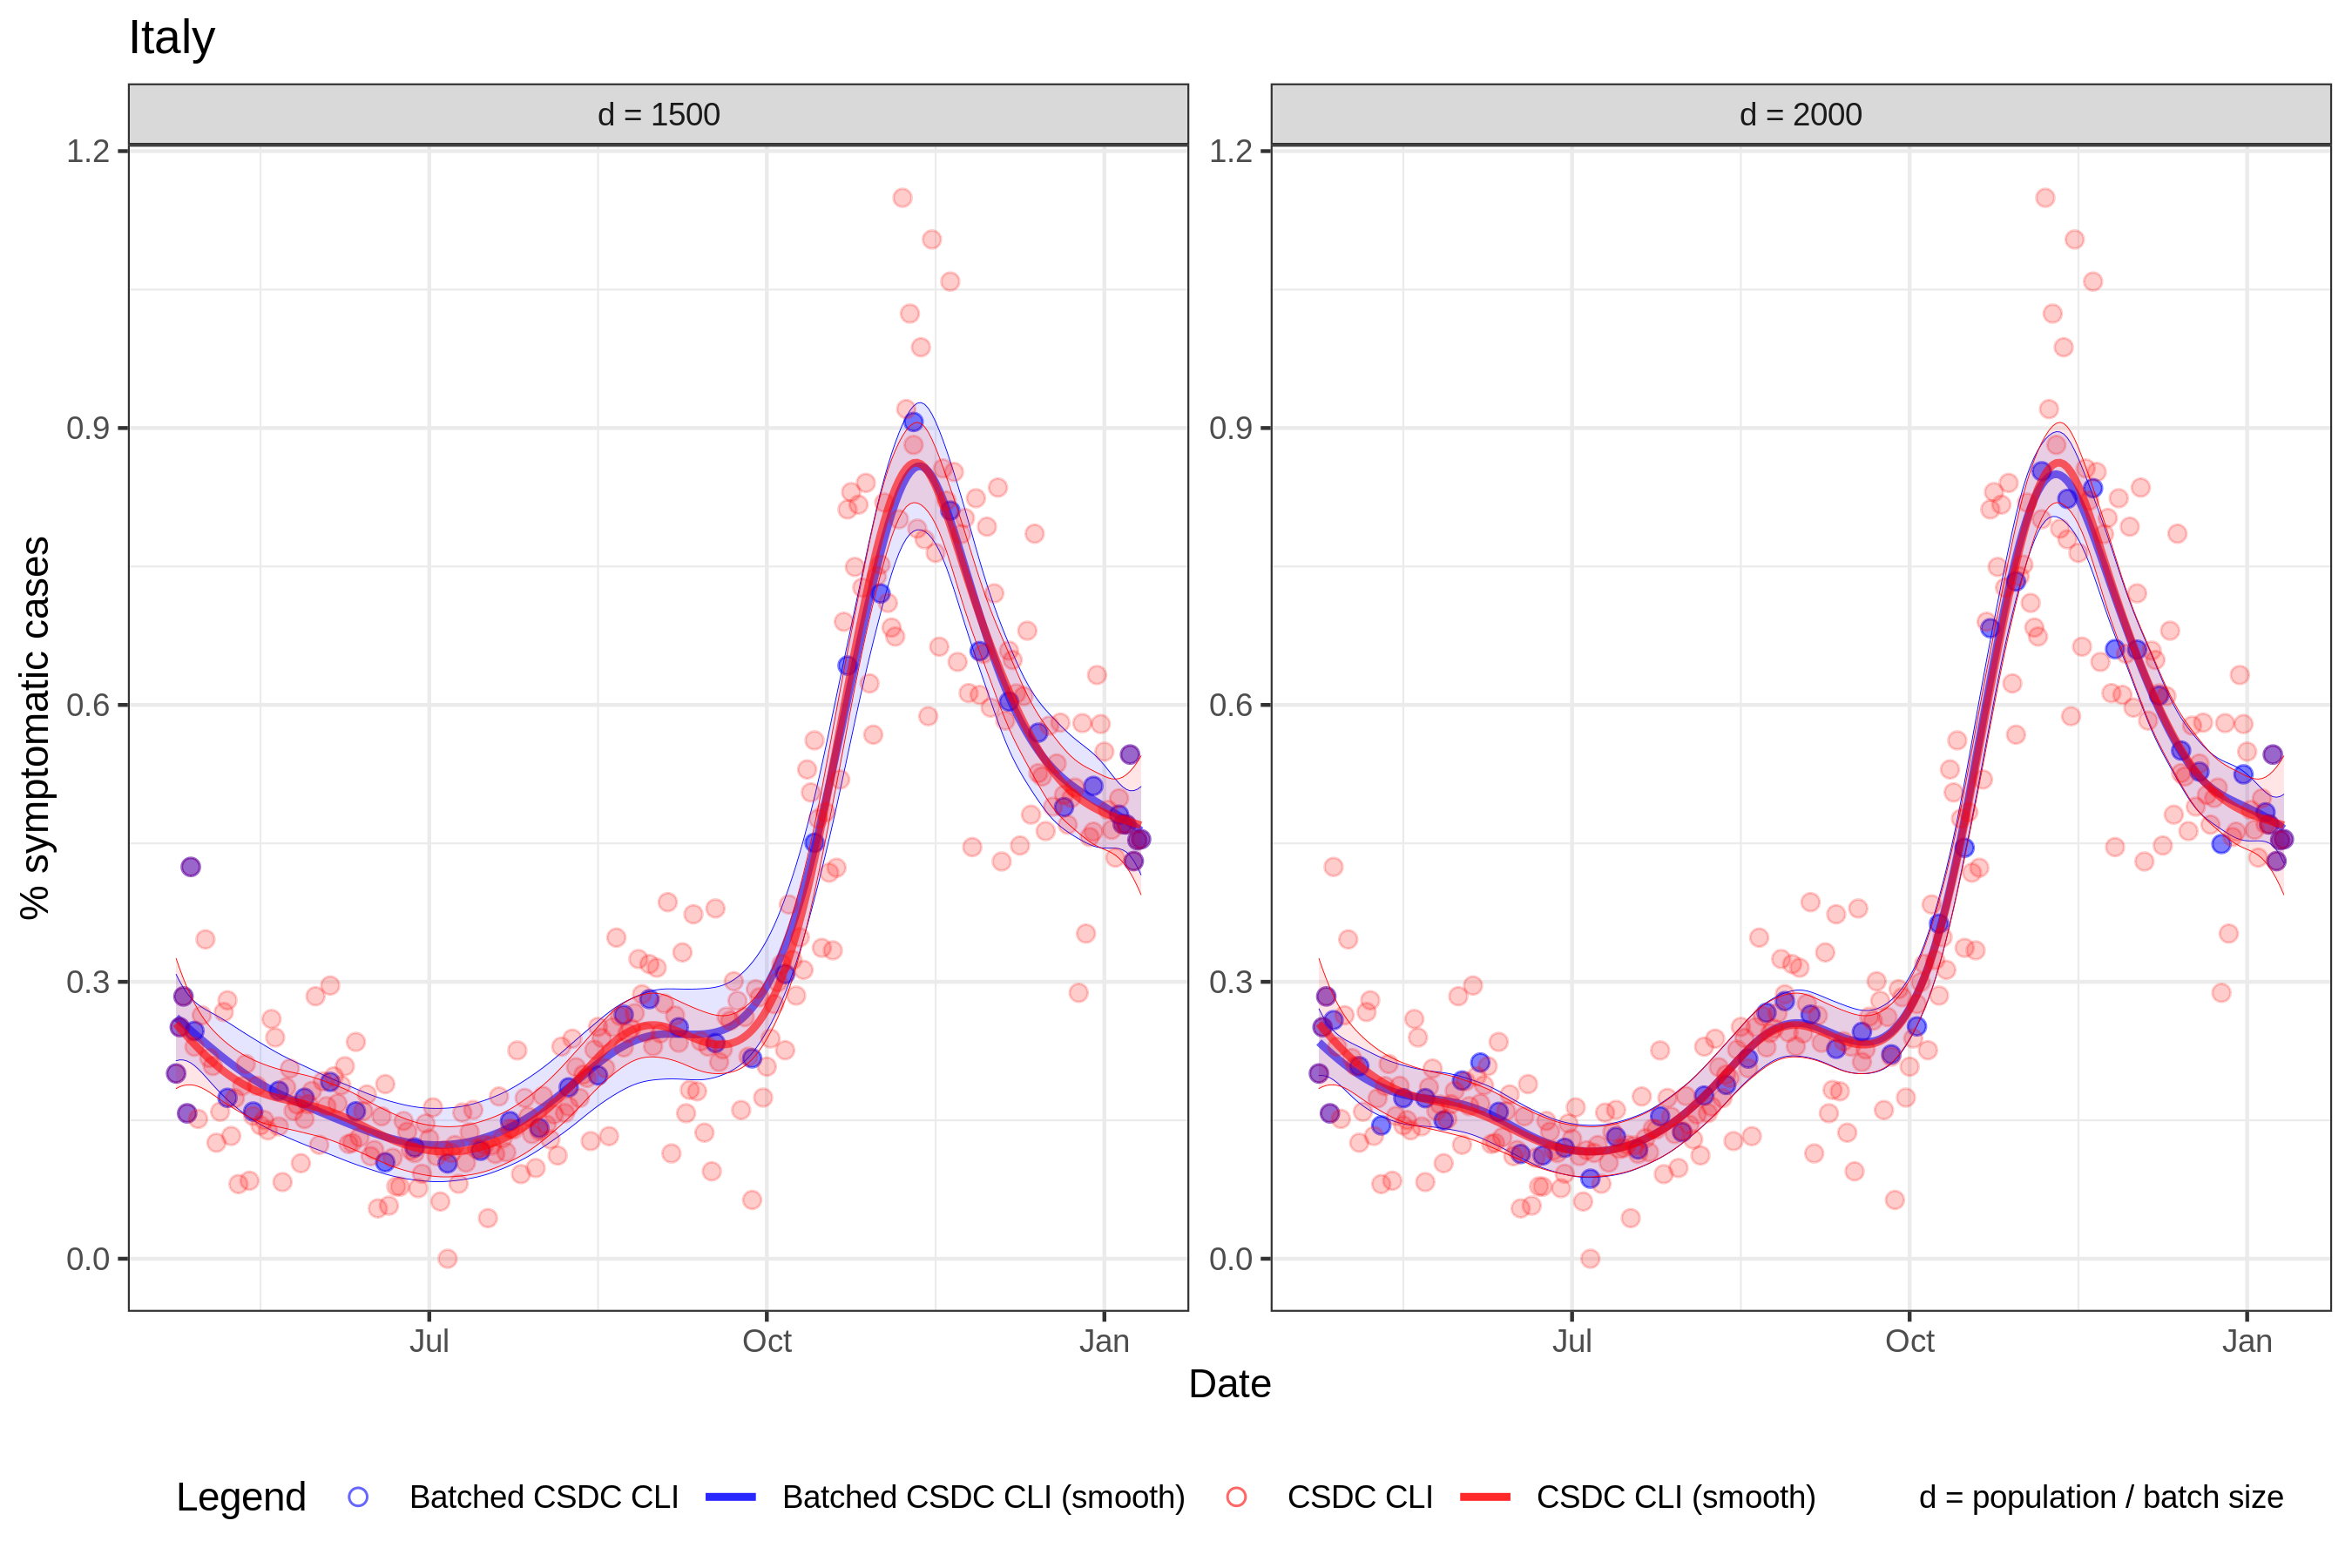 Italy
d = 1500
d = 2000
1.2
0.9
0.6
0.3
0.0
1.2
0.9
0.6
0.3
0.0
% symptomatic cases
Jul Oct Jan
Jul Oct Jan
Date
Legend Batched CSDC CLI Batched CSDC CLI (smooth) CSDC CLI CSDC CLI (smooth) d = population / batch size